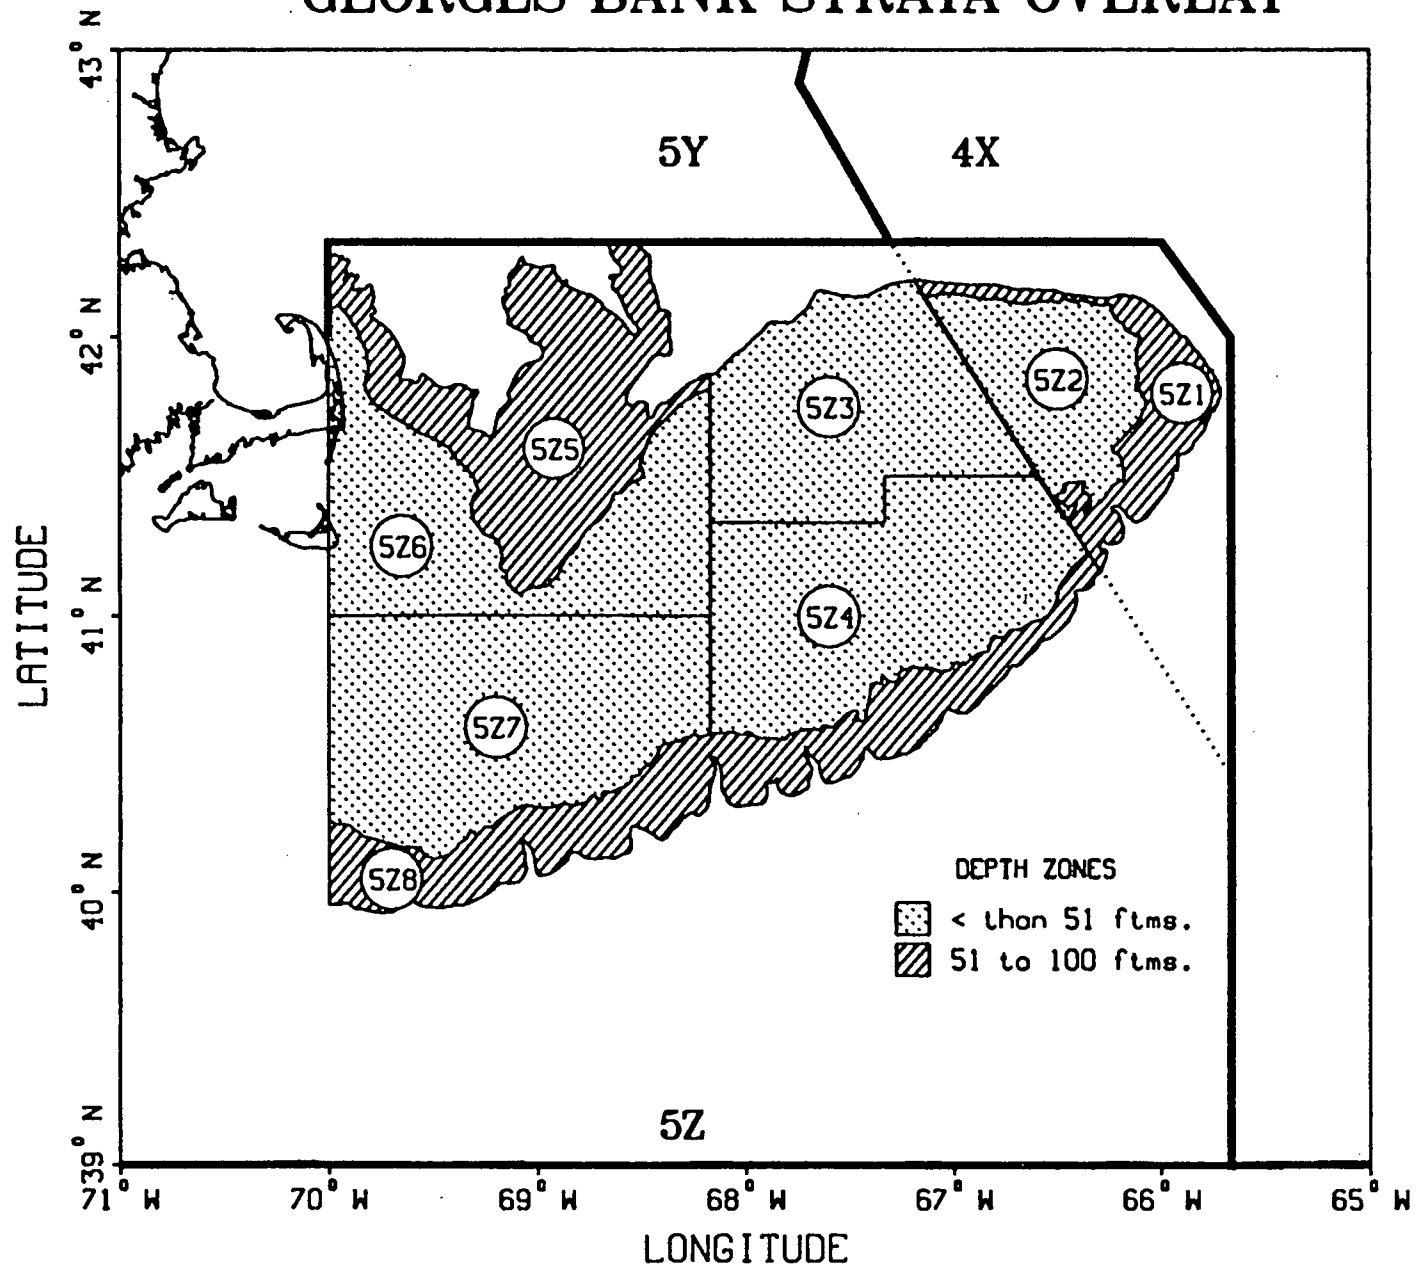 GEORGES BANK STRATA OVERLAY
43° N
5Y
4X
42° N
5Z2
5Z1
5Z3
5Z5
5Z6
41° N
5Z4
5Z7
40° N
5Z8
DEPTH ZONES
< than 51 ftms.
51 to 100 ftms.
5Z
39° N
71° W 70° W 69° W 68° W 67° W 66° W 65° W
LATITUDE
LONGITUDE